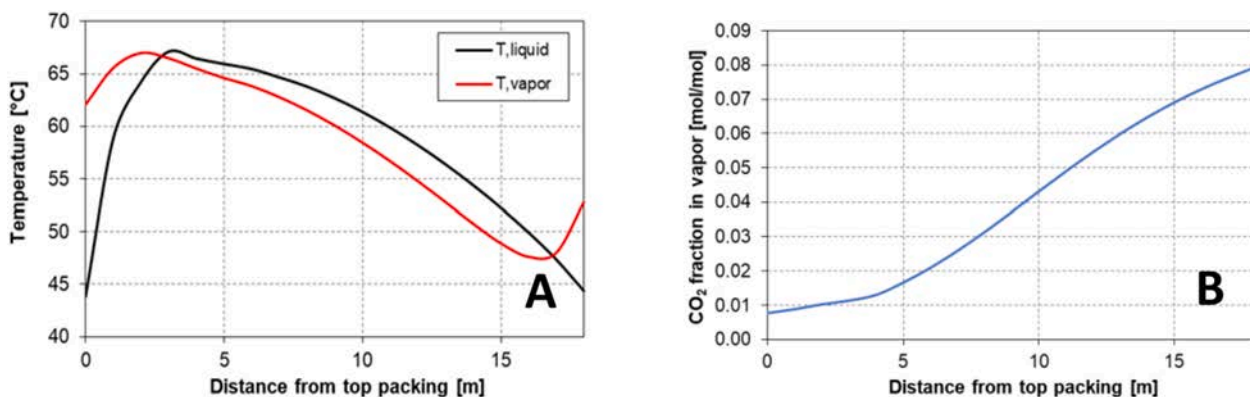 Temperature [°C]
70
65
60
55
50
45
40
0 5 10 15
Distance from top packing [m]
T,liquid
T,vapor
A
CO₂ fraction in vapor [mol/mol]
0.09
0.08
0.07
0.06
0.05
0.04
0.03
0.02
0.01
0.00
0 5 10 15
Distance from top packing [m]
B